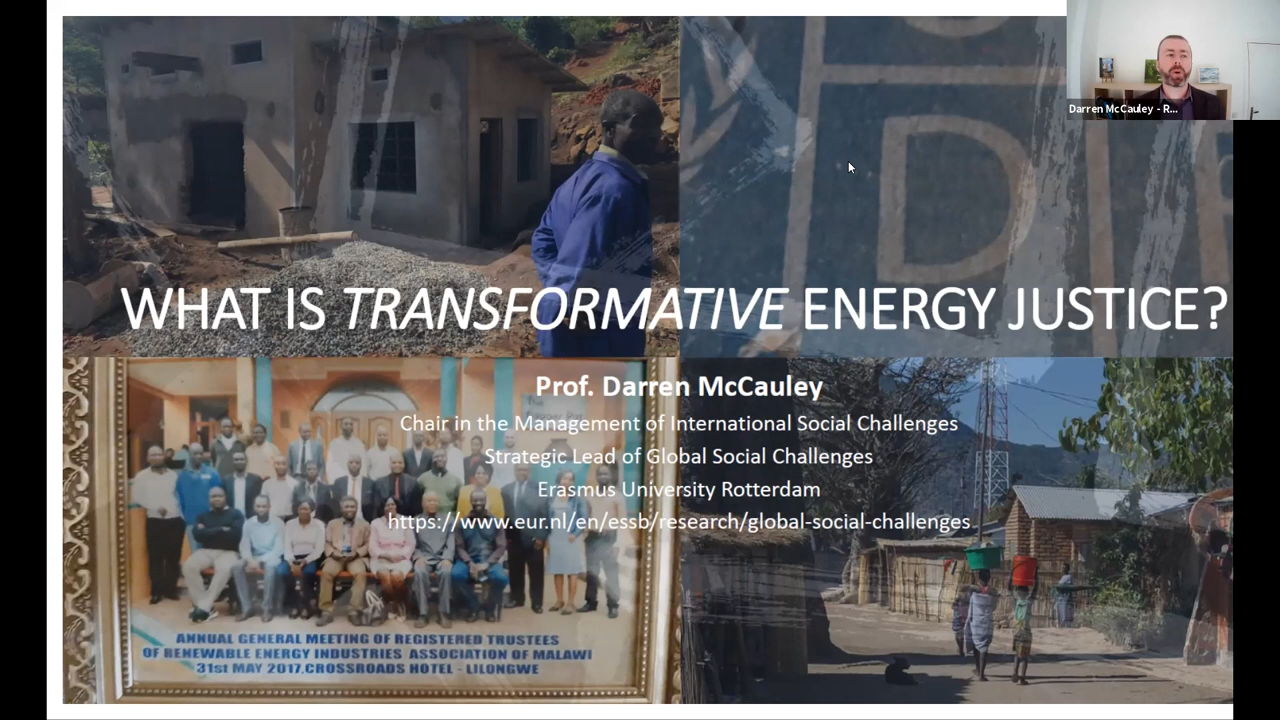 Darren McCauley - R...
D
WHAT IS TRANSFORMATIVE ENERGY JUSTICE?
Prof. Darren McCauley
Chair in the Management of International Social Challenges
Strategic Lead of Global Social Challenges
Erasmus University Rotterdam
https://www.eur.nl/en/essb/research/global-social-challenges
ANNUAL GENERAL MEETING OF REGISTERED TRUSTEES
OF RENEWABLE ENERGY INDUSTRIES ASSOCIATION OF MALAWI
31st MAY 2017.CROSSROADS HOTEL - LILONGWE